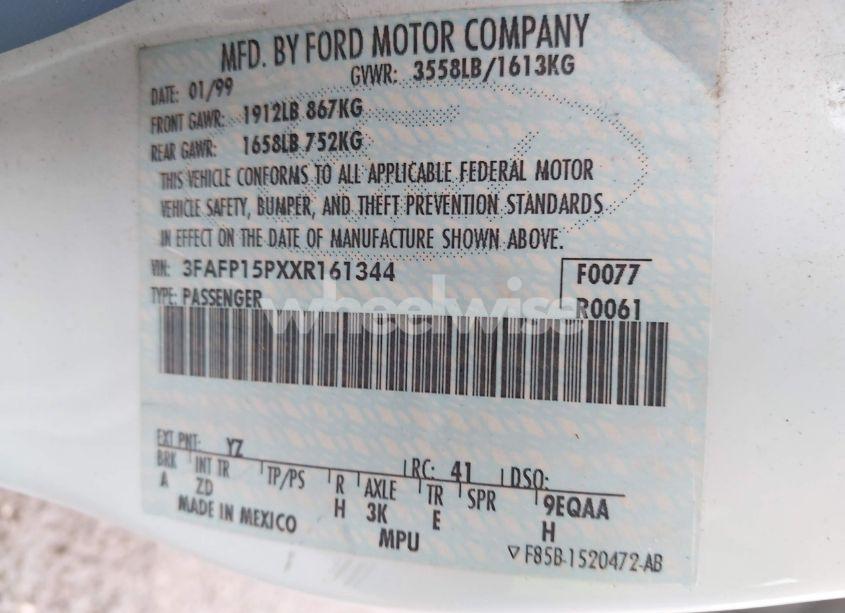 MFD. BY FORD MOTOR COMPANY
DATE: 01/99 GVWR: 3558LB/1613KG
FRONT GAWR: 1912LB 867KG
REAR GAWR: 1658LB 752KG
THIS VEHICLE CONFORMS TO ALL APPLICABLE FEDERAL MOTOR
VEHICLE SAFETY, BUMPER, AND THEFT PREVENTION STANDARDS
IN EFFECT ON THE DATE OF MANUFACTURE SHOWN ABOVE.
VIN: 3FAFP15PXXR161344 F0077
TYPE: PASSENGER R0061
wheelwise
EXT PNT: YZ RC: 41 DSO:
BRK INT TR TP/PS R AXLE TR SPR 9EQAA
A ZD H 3K E H
MADE IN MEXICO MPU
F85B-1520472-AB